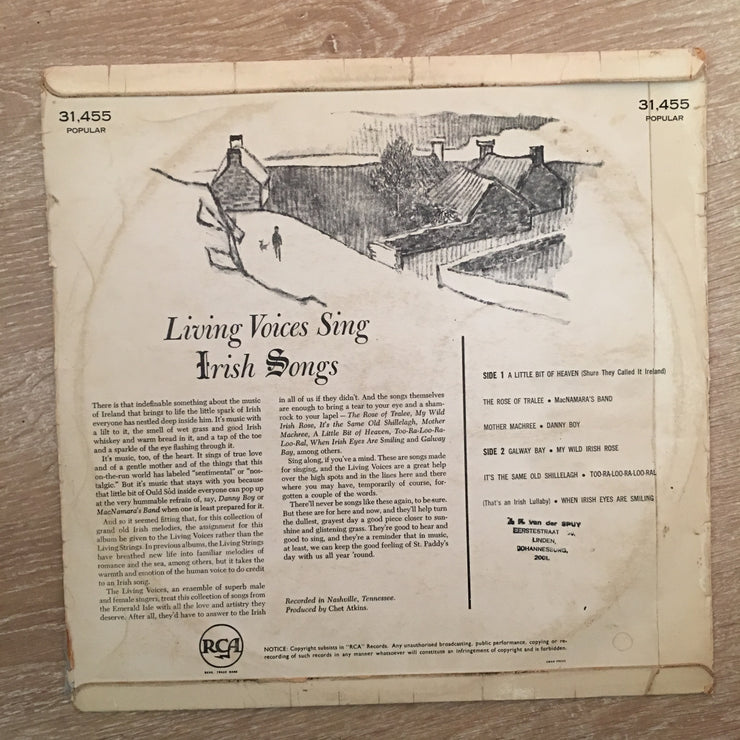 31,455
POPULAR
31,455
POPULAR
Living Voices Sing
Irish Songs
There is that indefinable something about the music
of Ireland that brings to life the little spark of Irish
everyone has nestled deep inside him. It's music with
a lilt to it, the smell of wet grass and good Irish
whiskey and warm bread in it, and a tap of the toe
and a sparkle of the eye flashing through it.
It's music, too, of the heart. It sings of true love
and of a gentle mother and of the things that this
on-the-run world has labeled "sentimental" or "nos-
talgic." But it's music that stays with you because
that little bit of Ould Sod inside everyone can pop up
at the very hummable refrain of, say, Danny Boy or
MacNamara's Band when one is least prepared for it.
And so it seemed fitting that, for this collection of
grand old Irish melodies, the assignment for this
album be given to the Living Voices rather than the
Living Strings. In previous albums, the Living Strings
have breathed new life into familiar melodies of
romance and the sea, among others, but it takes the
warmth and emotion of the human voice to do credit
to an Irish song.
The Living Voices, an ensemble of superb male
and female singers, treat this collection of songs from
the Emerald Isle with all the love and artistry they
deserve. After all, they'd have to answer to the Irish
in all of us if they didn't. And the songs themselves
are enough to bring a tear to your eye and a sham-
rock to your lapel — The Rose of Tralee, My Wild
Irish Rose, It's the Same Old Shillelagh, Mother
Machree, A Little Bit of Heaven, Too-Ra-Loo-Ra-
Loo-Ral, When Irish Eyes Are Smiling and Galway
Bay, among others.
Sing along, if you've a mind. These are songs made
for singing, and the Living Voices are a great help
over the high spots and in the lines here and there
where you may have, temporarily of course, for-
gotten a couple of the words.
There'll never be songs like these again, to be sure.
But these are for here and now, and they'll help turn
the dullest, grayest day a good piece closer to sun-
shine and glistening grass. They're good to hear and
good to sing, and they're a reminder that in music,
at least, we can keep the good feeling of St. Paddy's
day with us all year 'round.
Recorded in Nashville, Tennessee.
Produced by Chet Atkins.
SIDE 1 A LITTLE BIT OF HEAVEN (Shure They Called It Ireland)
THE ROSE OF TRALEE • MacNAMARA'S BAND
MOTHER MACHREE • DANNY BOY
SIDE 2 GALWAY BAY • MY WILD IRISH ROSE
IT'S THE SAME OLD SHILLELAGH • TOO-RA-LOO-RA-LOO-RAL
(That's an Irish Lullaby) • WHEN IRISH EYES ARE SMILING
van der SPUY
EERSTESTRAAT
LINDEN,
JOHANNESBURG,
2001.
RCA
NOTICE: Copyright subsists in "RCA" Records. Any unauthorised broadcasting, public performance, copying or re-
recording of such records in any manner whatsoever will constitute an infringement of copyright and is forbidden.